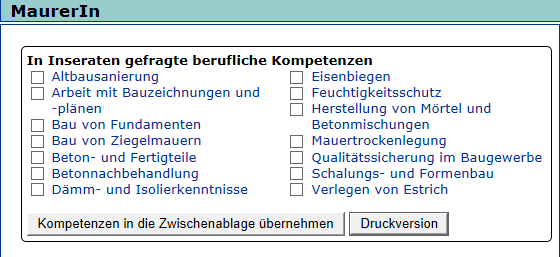 MaurerIn
In Inseraten gefragte berufliche Kompetenzen
Altbausanierung
Arbeit mit Bauzeichnungen und
-plänen
Bau von Fundamenten
Bau von Ziegelmauern
Beton- und Fertigteile
Betonnachbehandlung
Dämm- und Isolierkenntnisse
Eisenbiegen
Feuchtigkeitsschutz
Herstellung von Mörtel und
Betonmischungen
Mauertrockenlegung
Qualitätssicherung im Baugewerbe
Schalungs- und Formenbau
Verlegen von Estrich
Kompetenzen in die Zwischenablage übernehmen
Druckversion